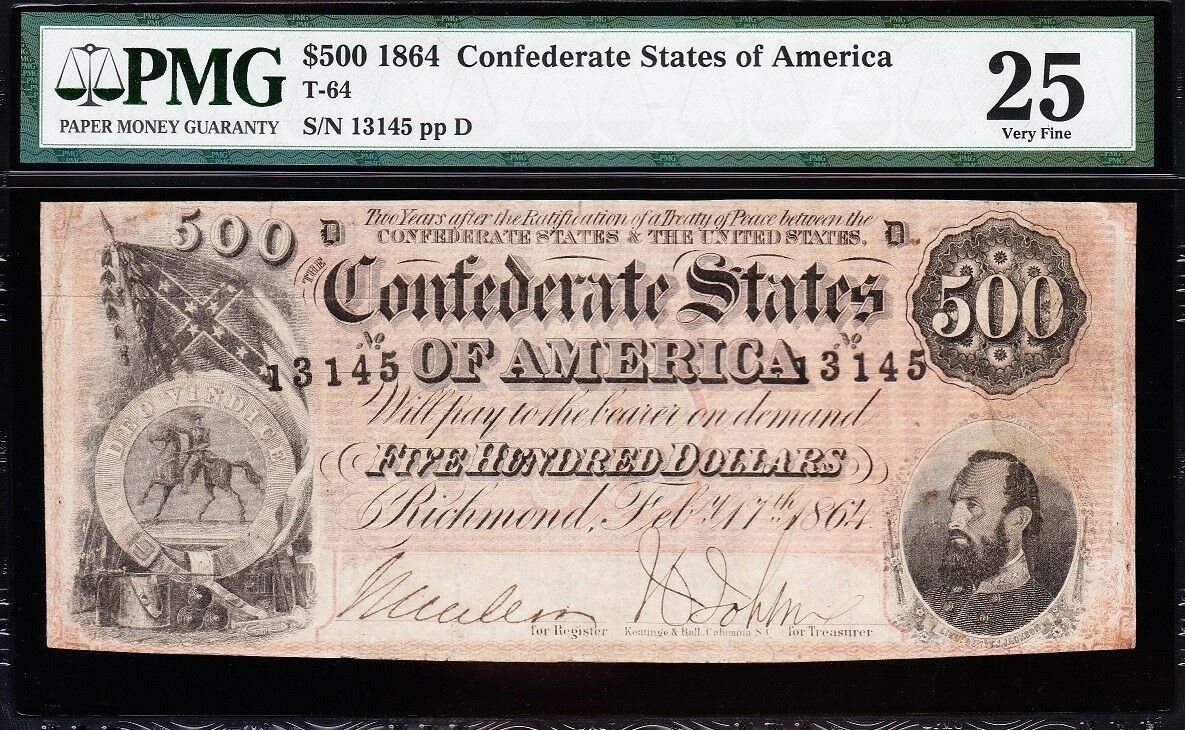 PMG
PAPER MONEY GUARANTY
$500 1864 Confederate States of America
T-64
S/N 13145 pp D
25
Very Fine
500 D Two Years after the Ratification of a Treaty of Peace between the D
CONFEDERATE STATES & THE UNITED STATES,
THE
Confederate States
500
No 13145 OF AMERICA No 13145
Will pay to the bearer on demand
DEO VINDICE
FIVE HUNDRED DOLLARS
Richmond, Feby 17th 1864
for Register Keatinge & Ball, Columbia S.C. for Treasurer